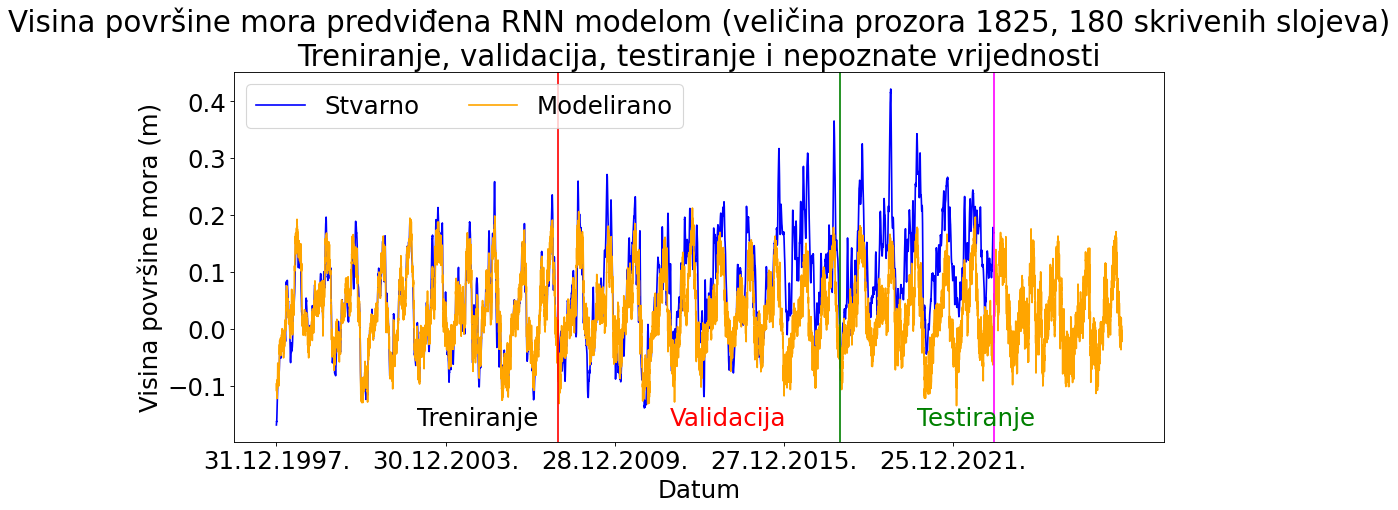 Visina površine mora predviđena RNN modelom (veličina prozora 1825, 180 skrivenih slojeva)
Treniranje, validacija, testiranje i nepoznate vrijednosti
Stvarno
Modelirano
Visina površine mora (m)
0.4
0.3
0.2
0.1
0.0
−0.1
Treniranje
Validacija
Testiranje
31.12.1997.
30.12.2003.
28.12.2009.
27.12.2015.
25.12.2021.
Datum